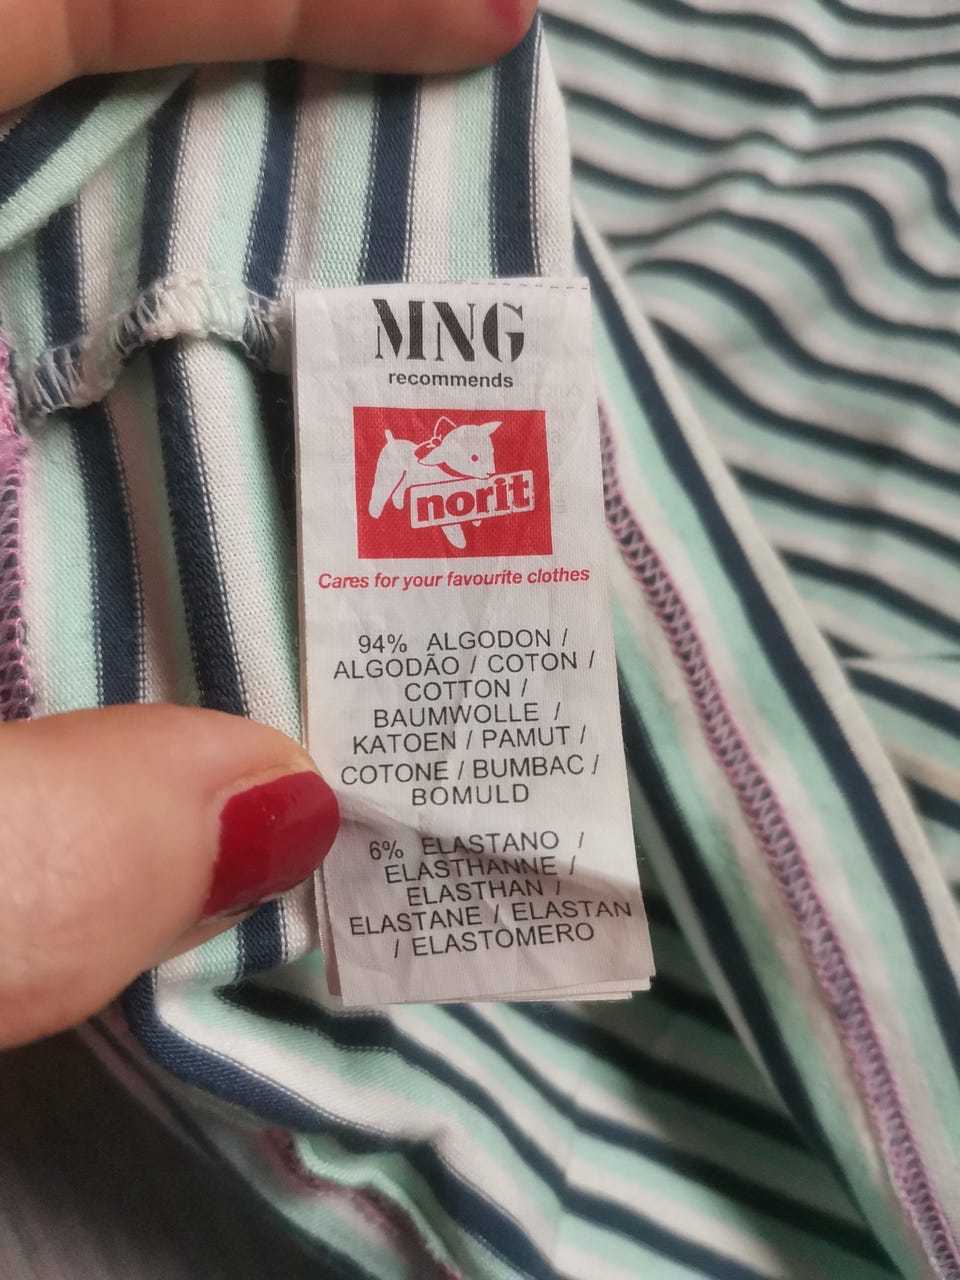 MNG
recommends
norit
Cares for your favourite clothes
94% ALGODON /
ALGODÃO / COTON /
COTTON /
BAUMWOLLE /
KATOEN / PAMUT /
COTONE / BUMBAC /
BOMULD
6% ELASTANO /
ELASTHANNE /
ELASTHAN /
ELASTANE / ELASTAN
/ ELASTOMERO